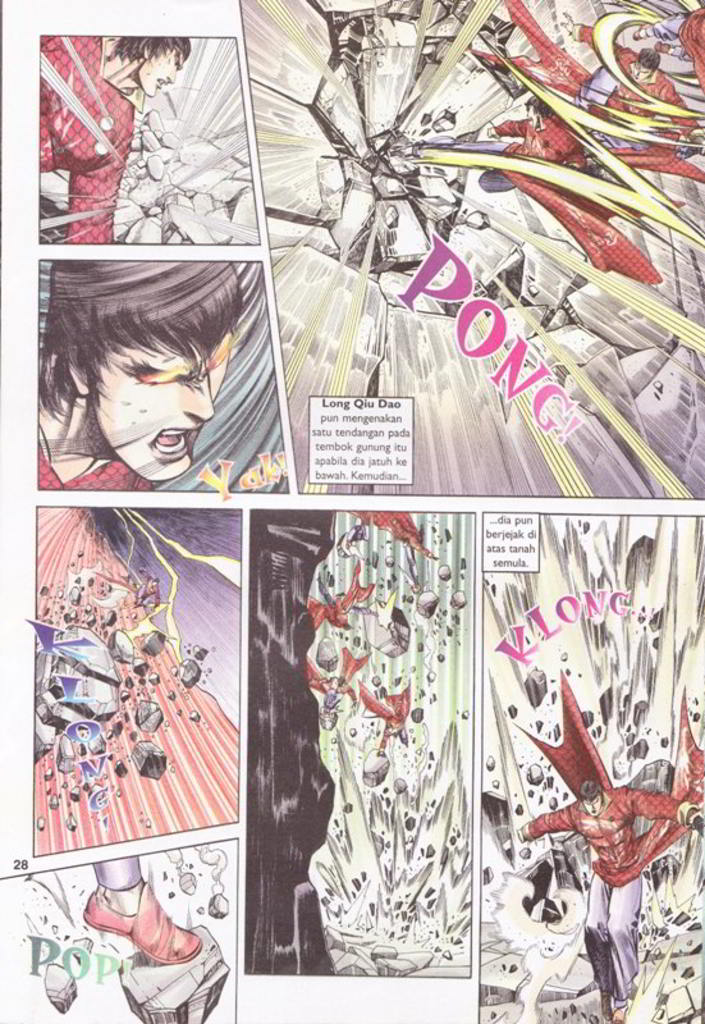 PONG!
Long Qiu Dao
pun mengenakan
satu tendangan pada
tembok gunung itu
apabila dia jatuh ke
bawah. Kemudian...
Yak!
KLONG!
POP!
...dia pun
berjejak di
atas tanah
semula.
KLONG...
28